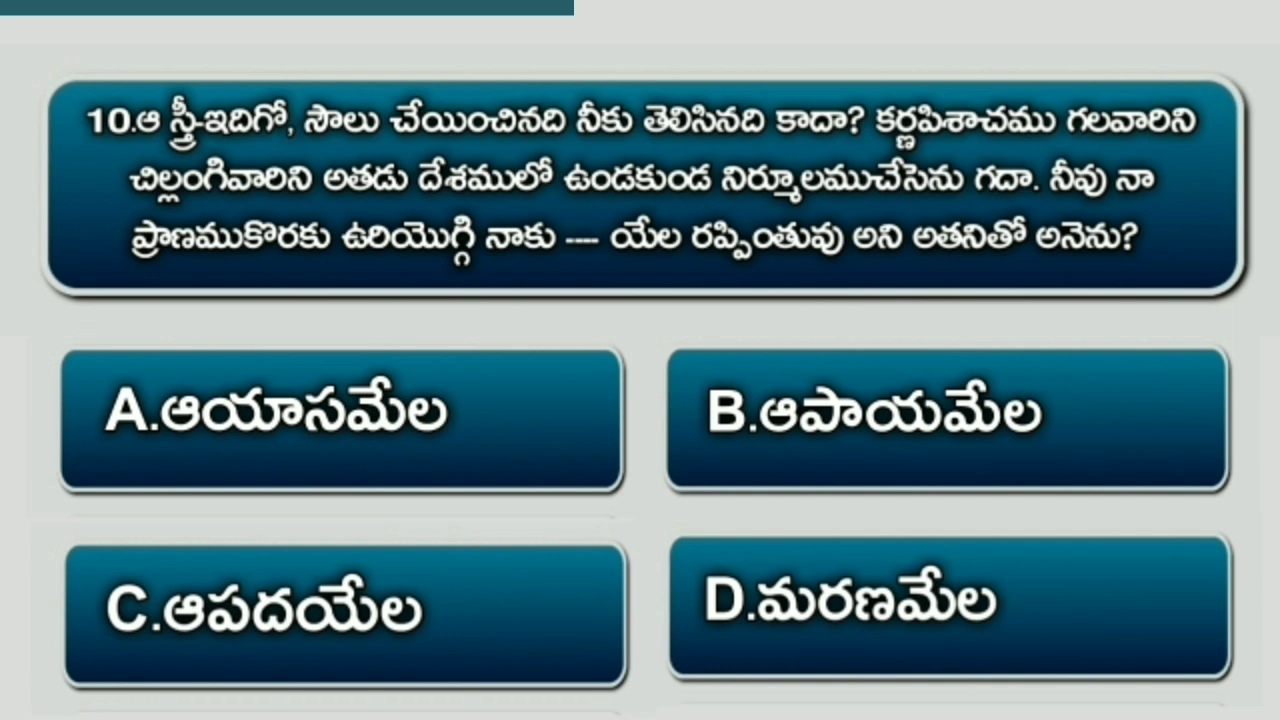 10.ఆ స్త్రీ-ఇదిగో, సౌలు చేయించినది నీకు తెలిసినది కాదా? కర్ణపిశాచము గలవారిని
చిల్లంగివారిని అతడు దేశములో ఉండకుండ నిర్మూలముచేసెను గదా. నీవు నా
ప్రాణముకొరకు ఉరియొగ్గి నాకు ---- యేల రప్పింతువు అని అతనితో అనెను?
A.ఆయాసమేల
B.ఆపాయమేల
C.ఆపదయేల
D.మరణమేల